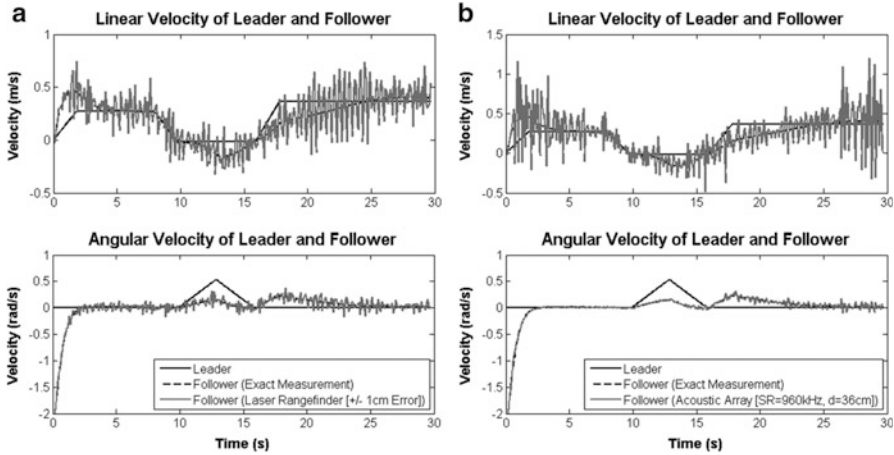 a
Linear Velocity of Leader and Follower
Velocity (m/s)
1
0.5
0
-0.5
0 5 10 15 20 25 30
Angular Velocity of Leader and Follower
Velocity (rad/s)
1
0.5
0
-0.5
-1
-1.5
-2
0 5 10 15 20 25 30
Time (s)
Leader
Follower (Exact Measurement)
Follower (Laser Rangefinder [+/- 1cm Error])
b
Linear Velocity of Leader and Follower
Velocity (m/s)
1.5
1
0.5
0
-0.5
0 5 10 15 20 25 30
Angular Velocity of Leader and Follower
Velocity (rad/s)
1
0.5
0
-0.5
-1
-1.5
-2
0 5 10 15 20 25 30
Time (s)
Leader
Follower (Exact Measurement)
Follower (Acoustic Array [SR=960kHz, d=36cm])